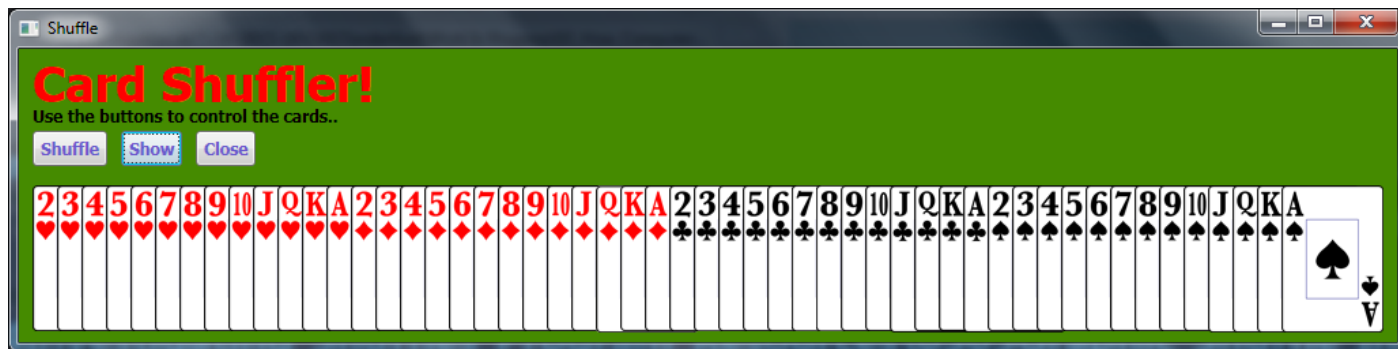 Shuffle
Card Shuffler!
Use the buttons to control the cards..
Shuffle Show Close
2 3 4 5 6 7 8 9 10 J Q K A 2 3 4 5 6 7 8 9 10 J Q K A 2 3 4 5 6 7 8 9 10 J Q K A 2 3 4 5 6 7 8 9 10 J Q K A
A